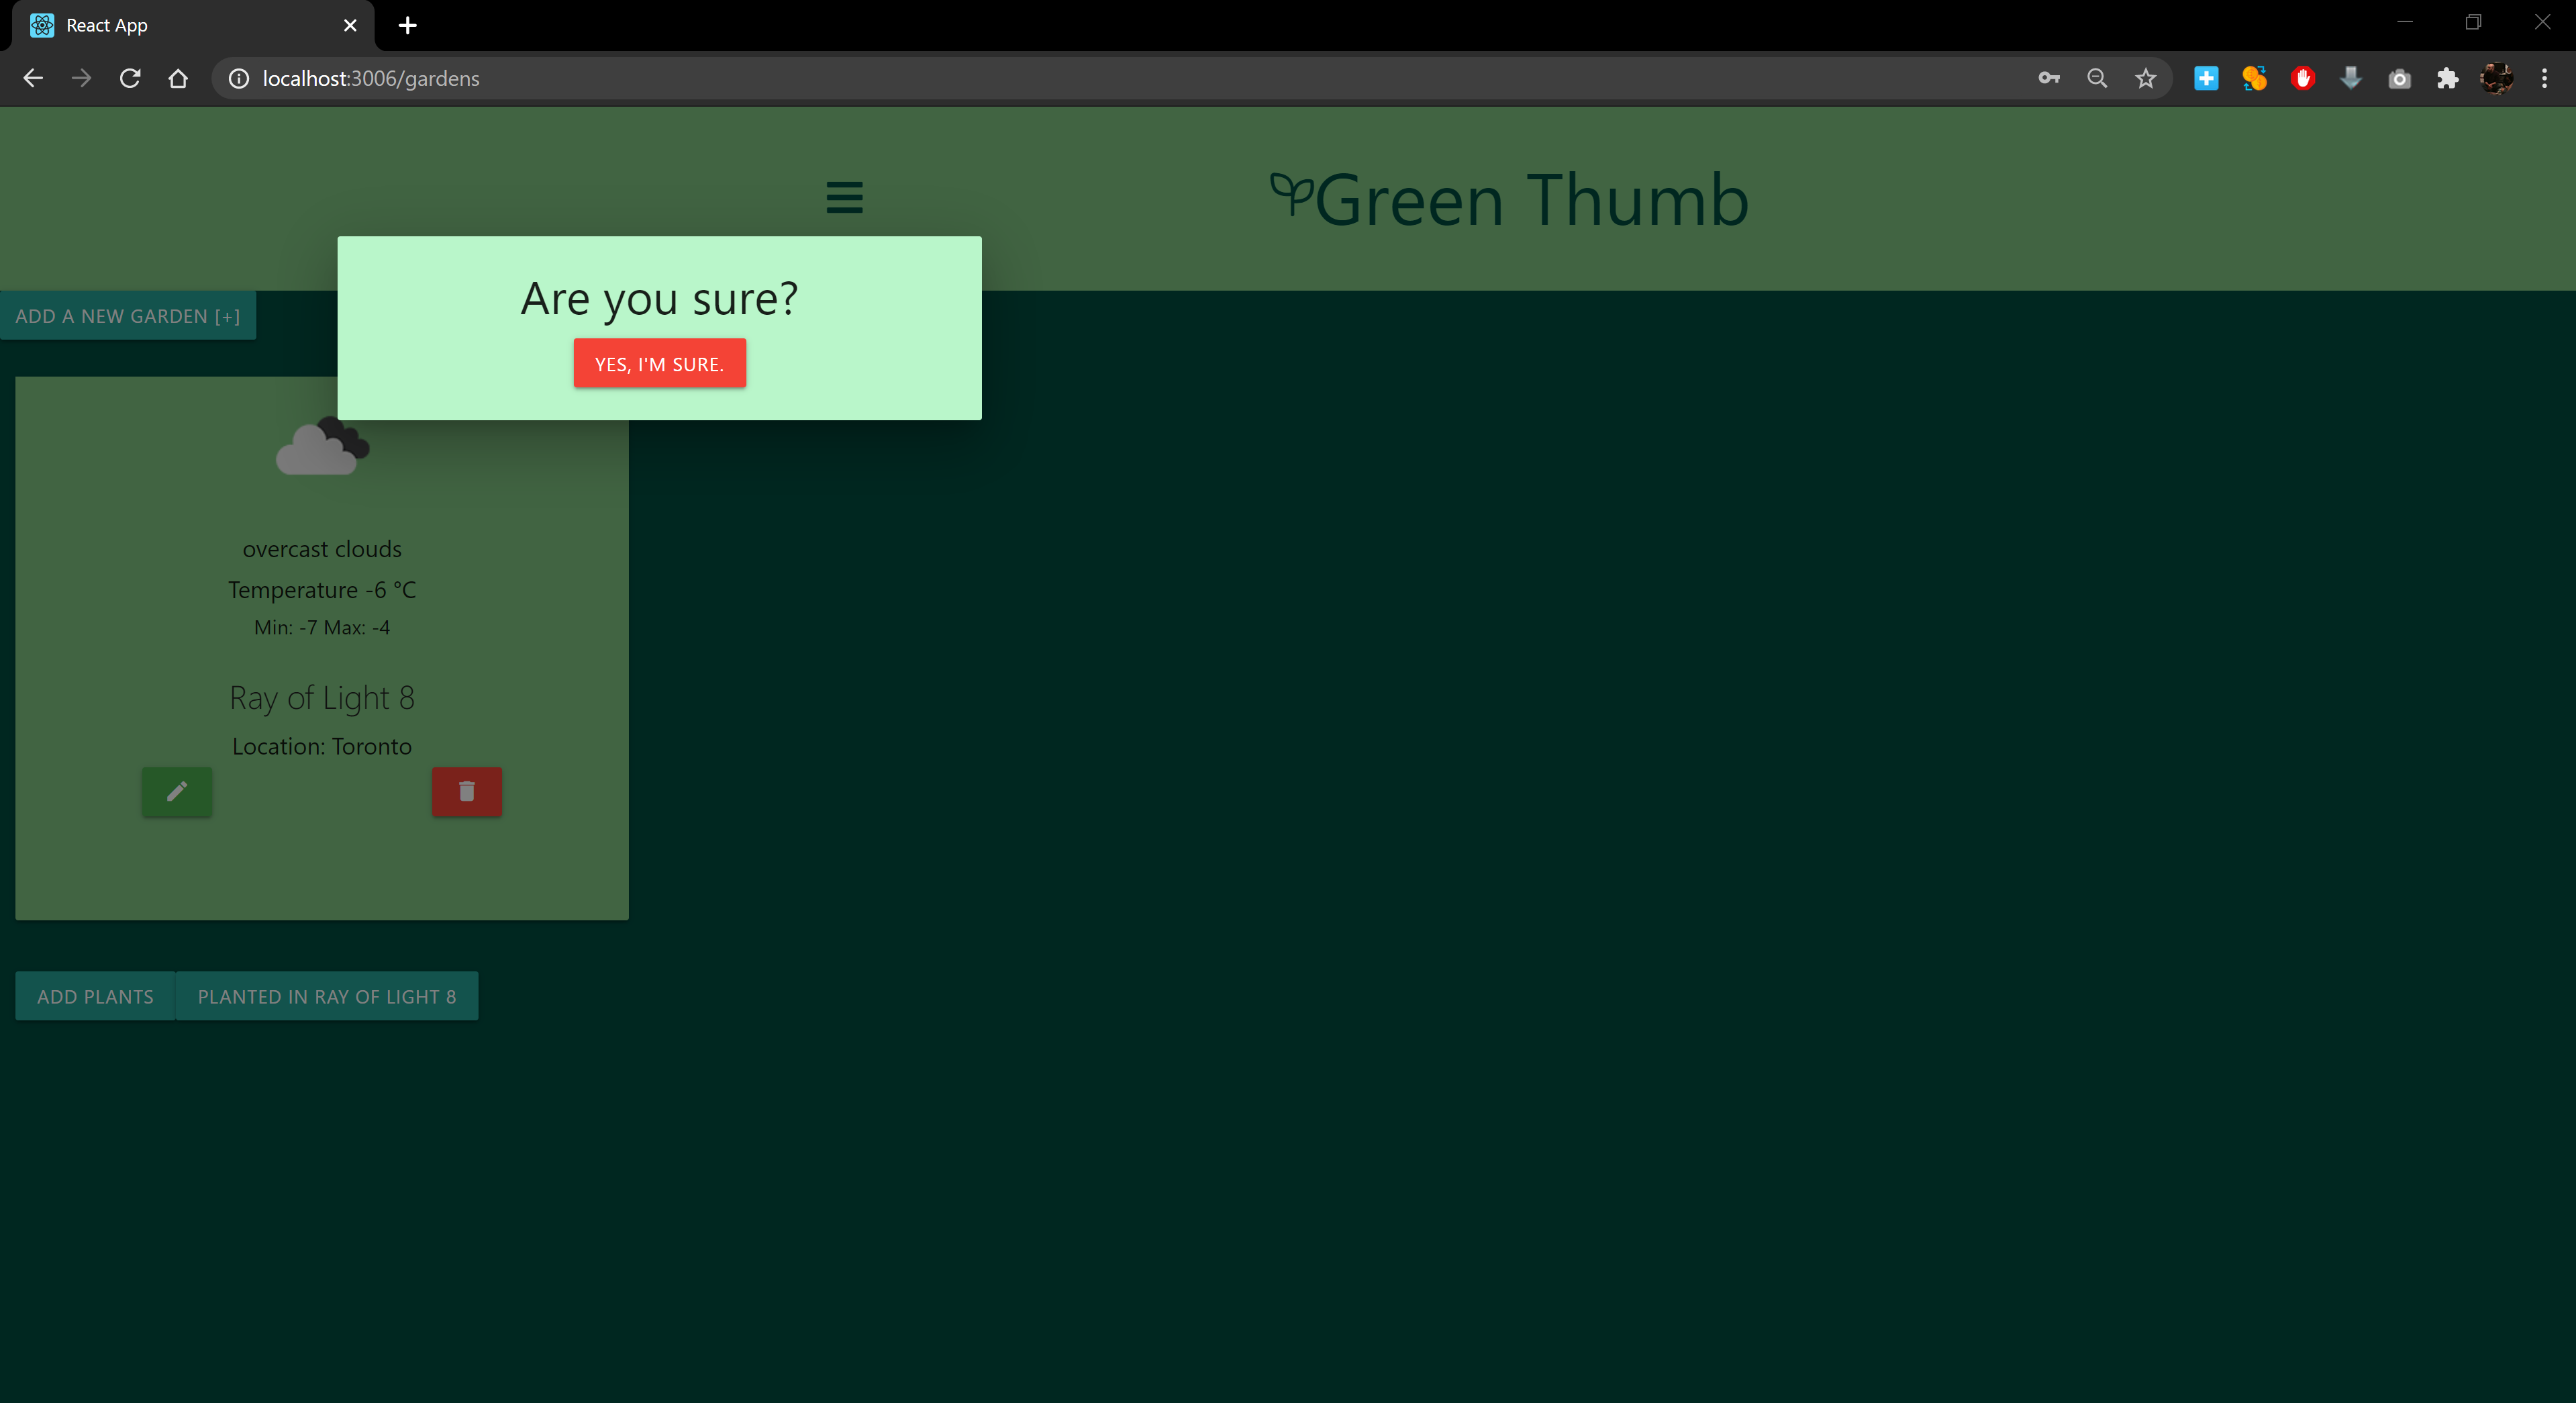 React App
localhost:3006/gardens
Green Thumb
Are you sure?
YES, I'M SURE.
ADD A NEW GARDEN [+]
overcast clouds
Temperature -6 °C
Min: -7 Max: -4
Ray of Light 8
Location: Toronto
ADD PLANTS
PLANTED IN RAY OF LIGHT 8